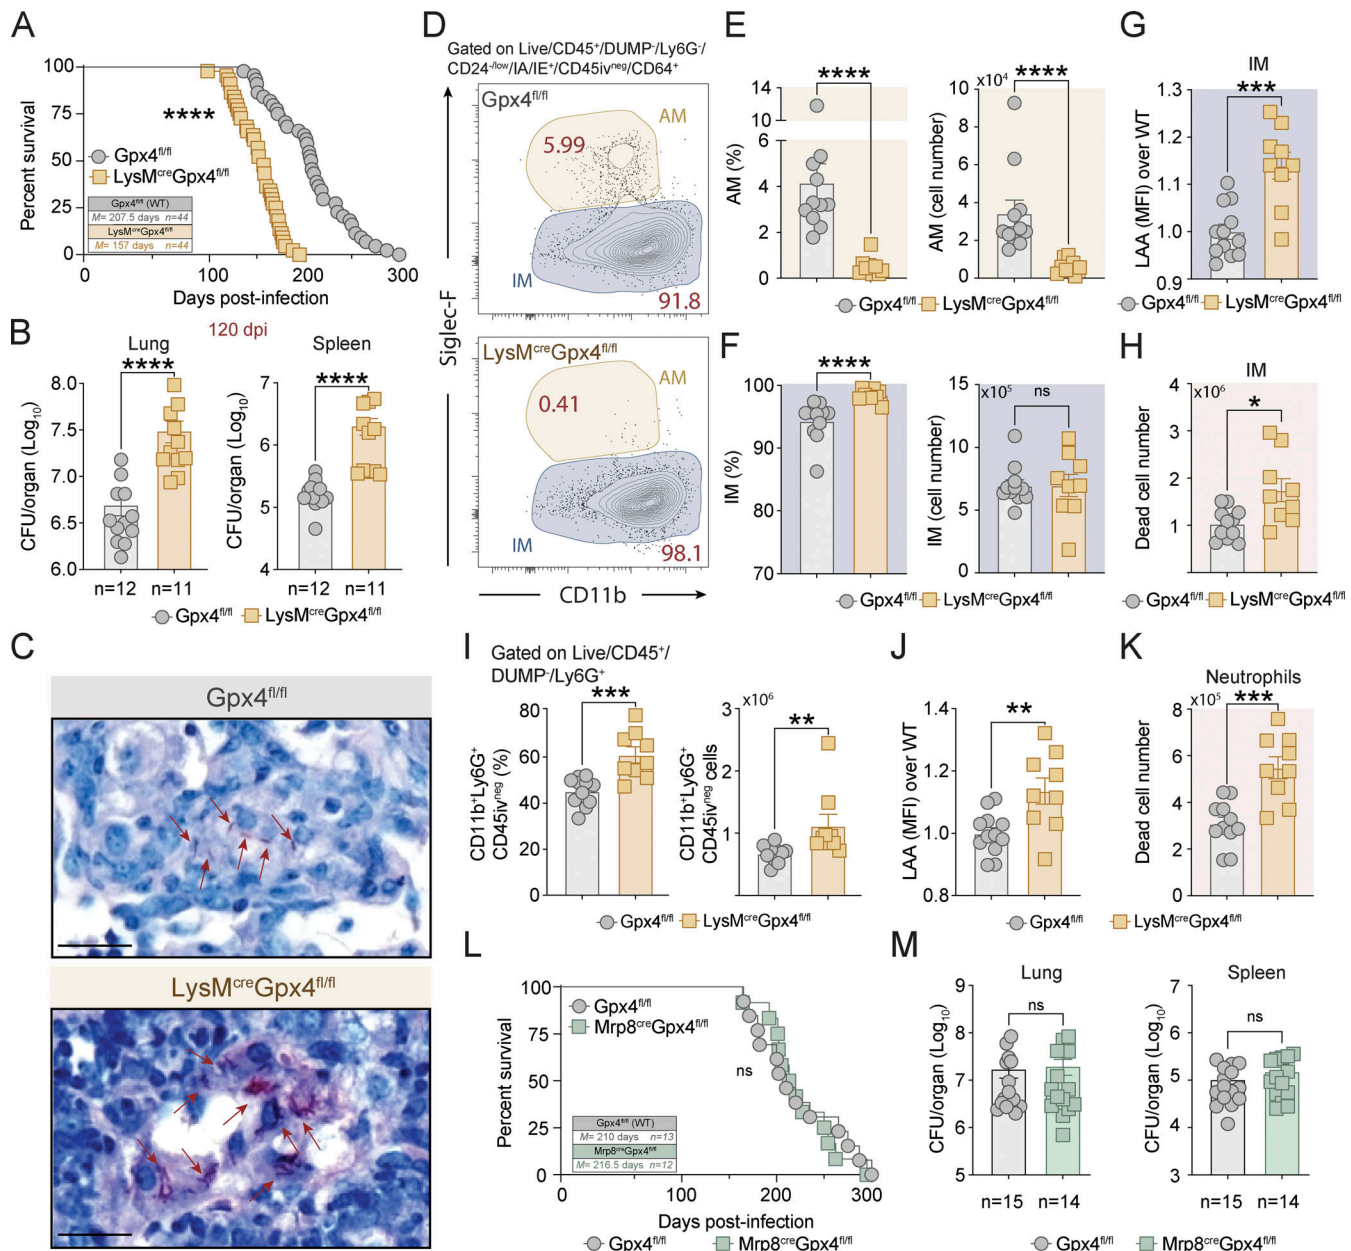 A
Percent survival
100
75
50
25
0
****
Gpx4fl/fl
LysMcreGpx4fl/fl
Gpx4fl/fl (WT)
M= 207.5 days n=44
LysMcreGpx4fl/fl
M= 157 days n=44
0 100 200 300
Days post-infection
B
120 dpi
Lung
****
CFU/organ (Log10)
8.0
7.5
7.0
6.5
6.0
n=12 n=11
Spleen
****
CFU/organ (Log10)
7
6
5
4
n=12 n=11
Gpx4fl/fl LysMcreGpx4fl/fl
C
Gpx4fl/fl
LysMcreGpx4fl/fl
D
Gated on Live/CD45+/DUMP-/Ly6G-/
CD24-/low/IA/IE+/CD45ivneg/CD64+
Gpx4fl/fl
AM
5.99
IM
91.8
Siglec-F
LysMcreGpx4fl/fl
AM
0.41
IM
98.1
CD11b
E
AM (%)
14
10
6
4
2
0
****
AM (cell number)
x10⁴
10
8
6
4
2
0
****
Gpx4fl/fl LysMcreGpx4fl/fl
F
IM (%)
100
90
80
70
****
IM (cell number)
x10⁵
15
10
5
0
ns
Gpx4fl/fl LysMcreGpx4fl/fl
G
IM
***
LAA (MFI) over WT
1.3
1.2
1.1
1.0
0.9
Gpx4fl/fl LysMcreGpx4fl/fl
H
IM
x10⁶
*
Dead cell number
4
3
2
1
0
Gpx4fl/fl LysMcreGpx4fl/fl
I
Gated on Live/CD45+/
DUMP-/Ly6G+
***
CD11b+Ly6G+
CD45ivneg (%)
80
60
40
20
0
x10⁶
**
CD11b+Ly6G+
CD45ivneg cells
3
2
1
0
Gpx4fl/fl LysMcreGpx4fl/fl
J
**
LAA (MFI) over WT
1.4
1.2
1.0
0.8
Gpx4fl/fl LysMcreGpx4fl/fl
K
Neutrophils
x10⁵
***
Dead cell number
8
6
4
2
0
L
Percent survival
100
75
50
25
0
Gpx4fl/fl
Mrp8creGpx4fl/fl
ns
Gpx4fl/fl (WT)
M= 210 days n=13
Mrp8creGpx4fl/fl
M= 216.5 days n=12
0 100 200 300
Days post-infection
Gpx4fl/fl Mrp8creGpx4fl/fl
M
Lung
ns
CFU/organ (Log10)
9
8
7
6
5
n=15 n=14
Spleen
ns
CFU/organ (Log10)
7
6
5
4
3
n=15 n=14
Gpx4fl/fl Mrp8creGpx4fl/fl